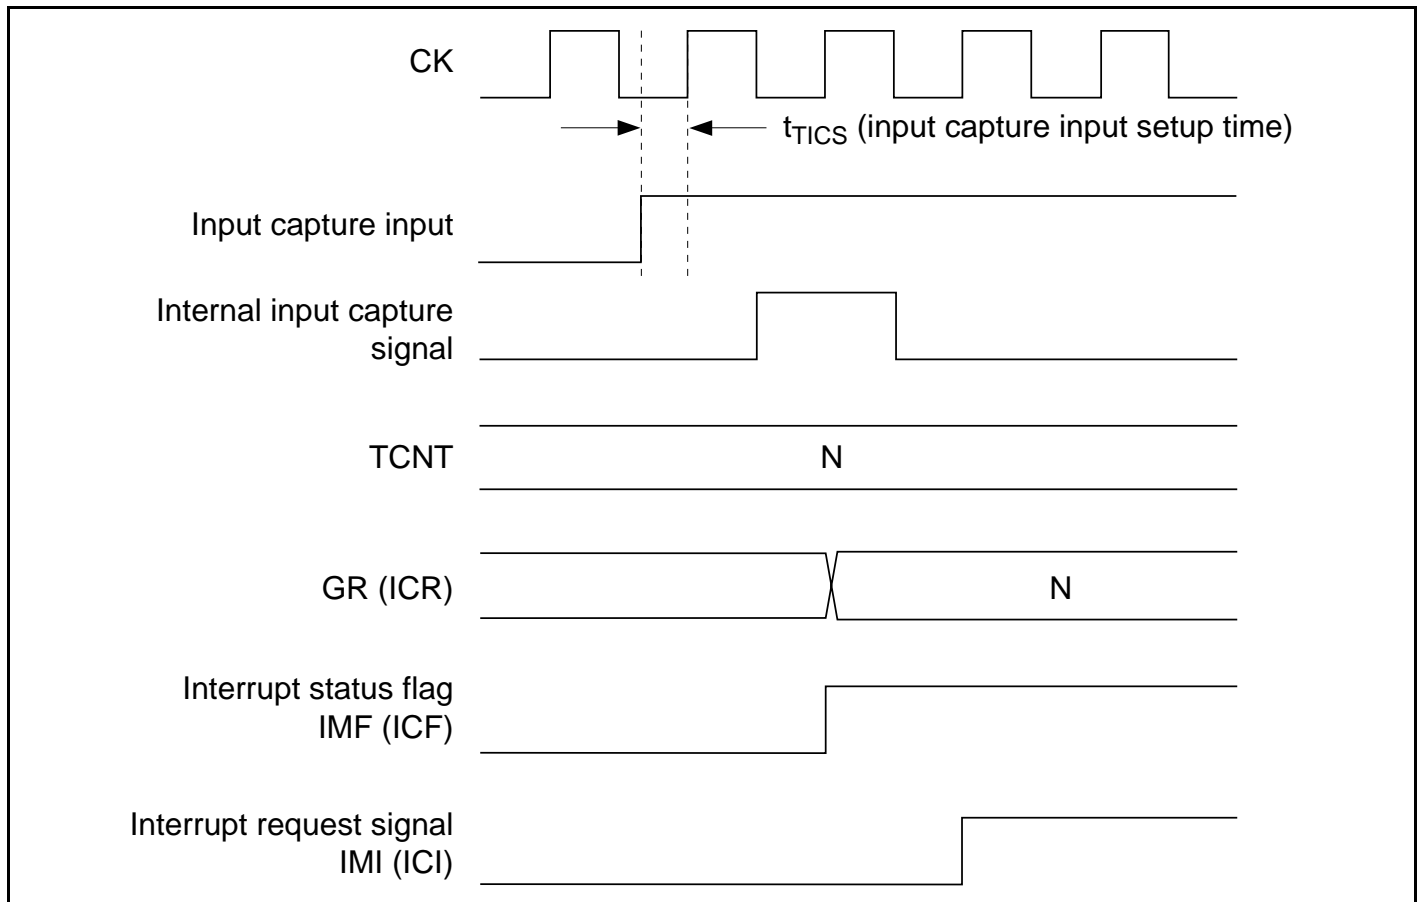 CK
tTICS (input capture input setup time)
Input capture input
Internal input capture
signal
TCNT
N
GR (ICR)
N
Interrupt status flag
IMF (ICF)
Interrupt request signal
IMI (ICI)